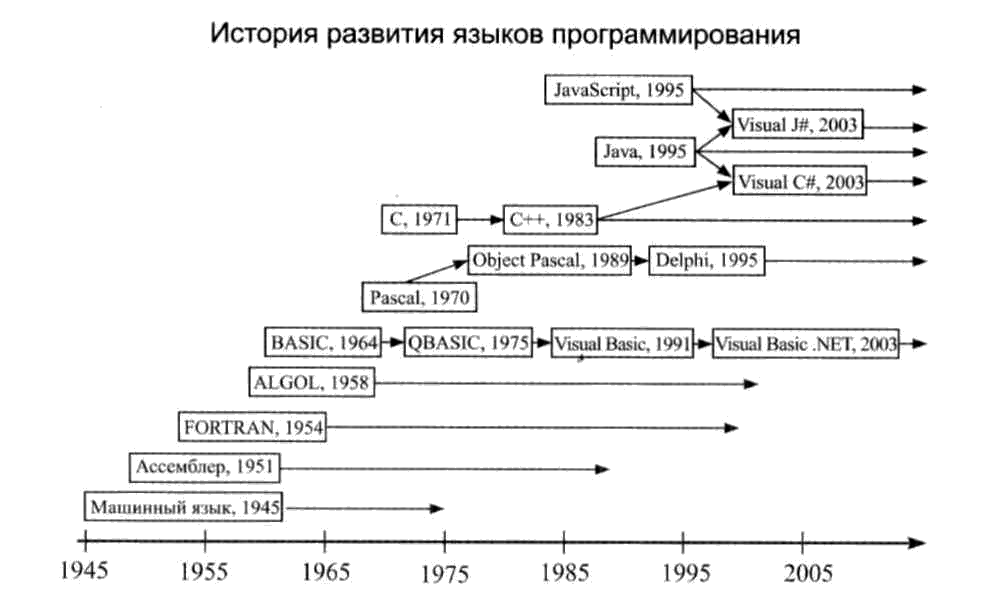 История развития языков программирования
JavaScript, 1995
Visual J#, 2003
Java, 1995
Visual C#, 2003
C, 1971
C++, 1983
Object Pascal, 1989
Delphi, 1995
Pascal, 1970
BASIC, 1964
QBASIC, 1975
Visual Basic, 1991
Visual Basic .NET, 2003
ALGOL, 1958
FORTRAN, 1954
Ассемблер, 1951
Машинный язык, 1945
1945 1955 1965 1975 1985 1995 2005